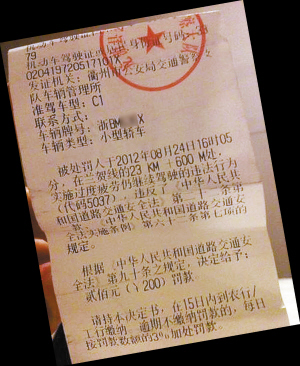 79
020419720517101X
发证机关：衢州市公安局交通警
队车辆管理所
准驾车型：C1
联系方式：
车辆牌号：浙BM X
车辆类型：小型轿车
被处罚人于2012年08月24日16时05
分，在兰贺线的23 KM + 600 M处，
实施过度疲劳仍继续驾驶的违法行为
（代码5037），违反了《中华人民共
和国道路交通安全法》第二十二条第
款、《中华人民共和国道路交通安
全法实施条例》第六十二条第七项的
规定。
根据《中华人民共和国道路交通安
全法》第九十条之规定，决定给予：
贰佰元（￥200）罚款
请持本决定书，在15日内到农行/
工行缴纳。逾期不缴纳罚款的，每日
按罚款数额的3%加处罚款。